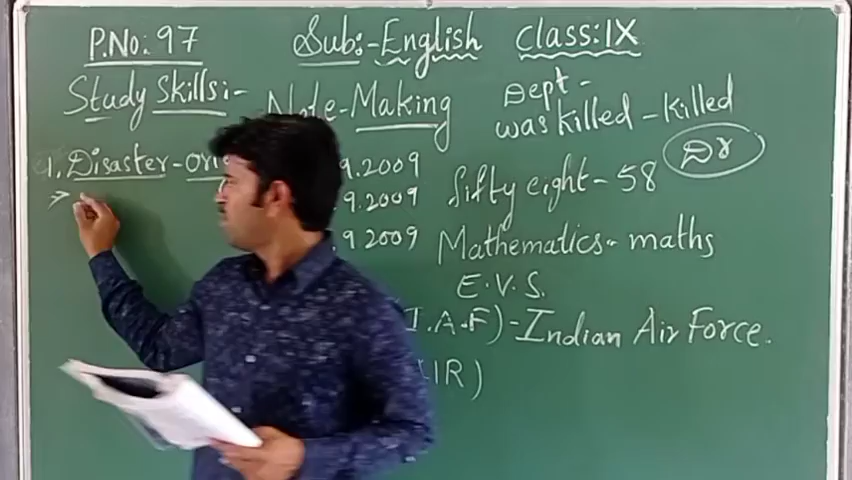 P.No: 97 Sub:-English Class:IX
Study Skills:- Note-Making Dept -
was killed - killed
Dr
1. Disaster - 9.2009
fifty eight - 58
9.2009
9.2009 Mathematics - maths
E.V.S.
I.A.F) - Indian Air Force.
IR)